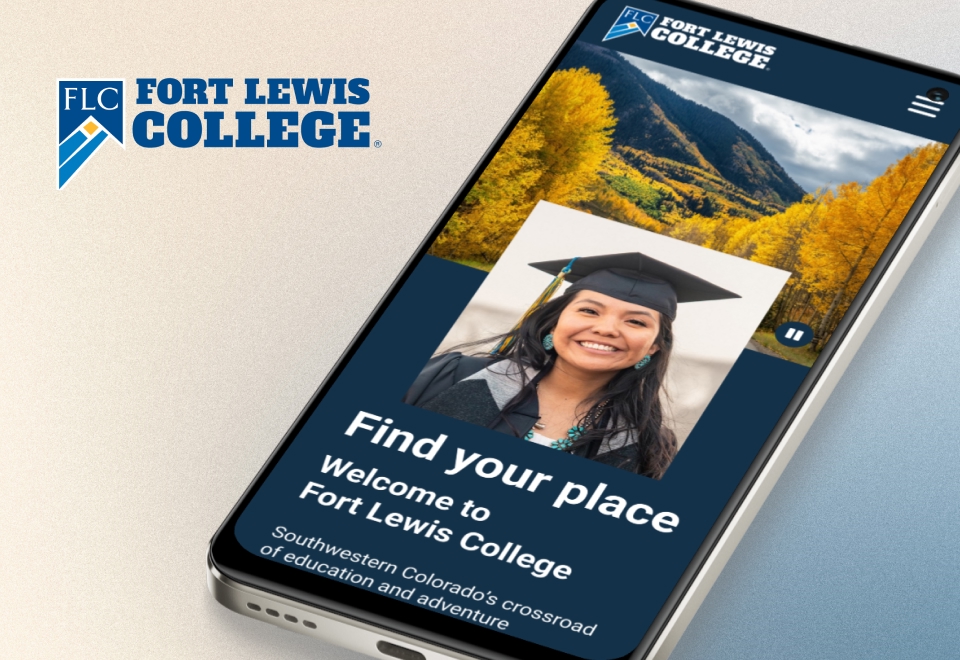 FLC
FORT LEWIS
COLLEGE®
FLC
FORT LEWIS
COLLEGE
Find your place
Welcome to
Fort Lewis College
Southwestern Colorado's crossroad
of education and adventure